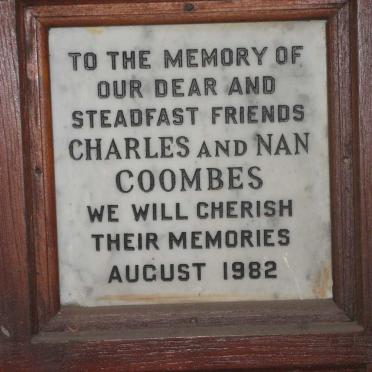 TO THE MEMORY OF
OUR DEAR AND
STEADFAST FRIENDS
CHARLES AND NAN
COOMBES
WE WILL CHERISH
THEIR MEMORIES
AUGUST 1982